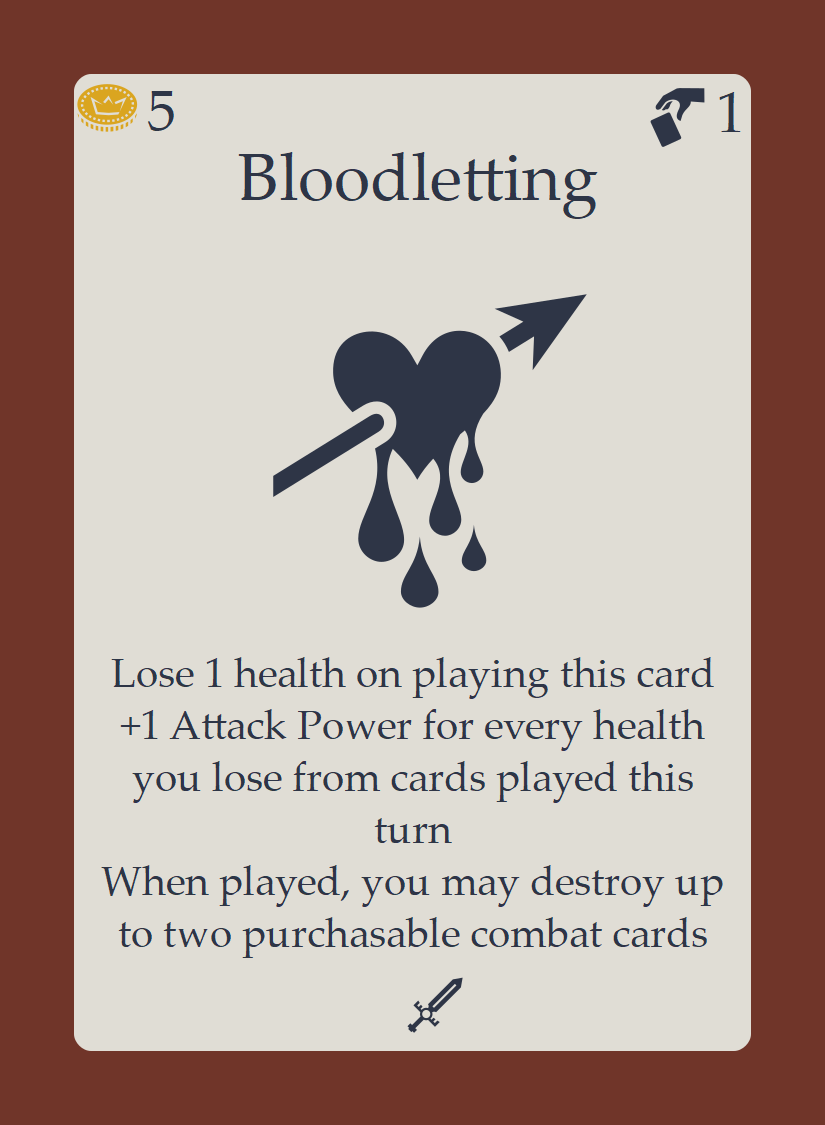 5
1
Bloodletting
Lose 1 health on playing this card
+1 Attack Power for every health
you lose from cards played this
turn
When played, you may destroy up
to two purchasable combat cards